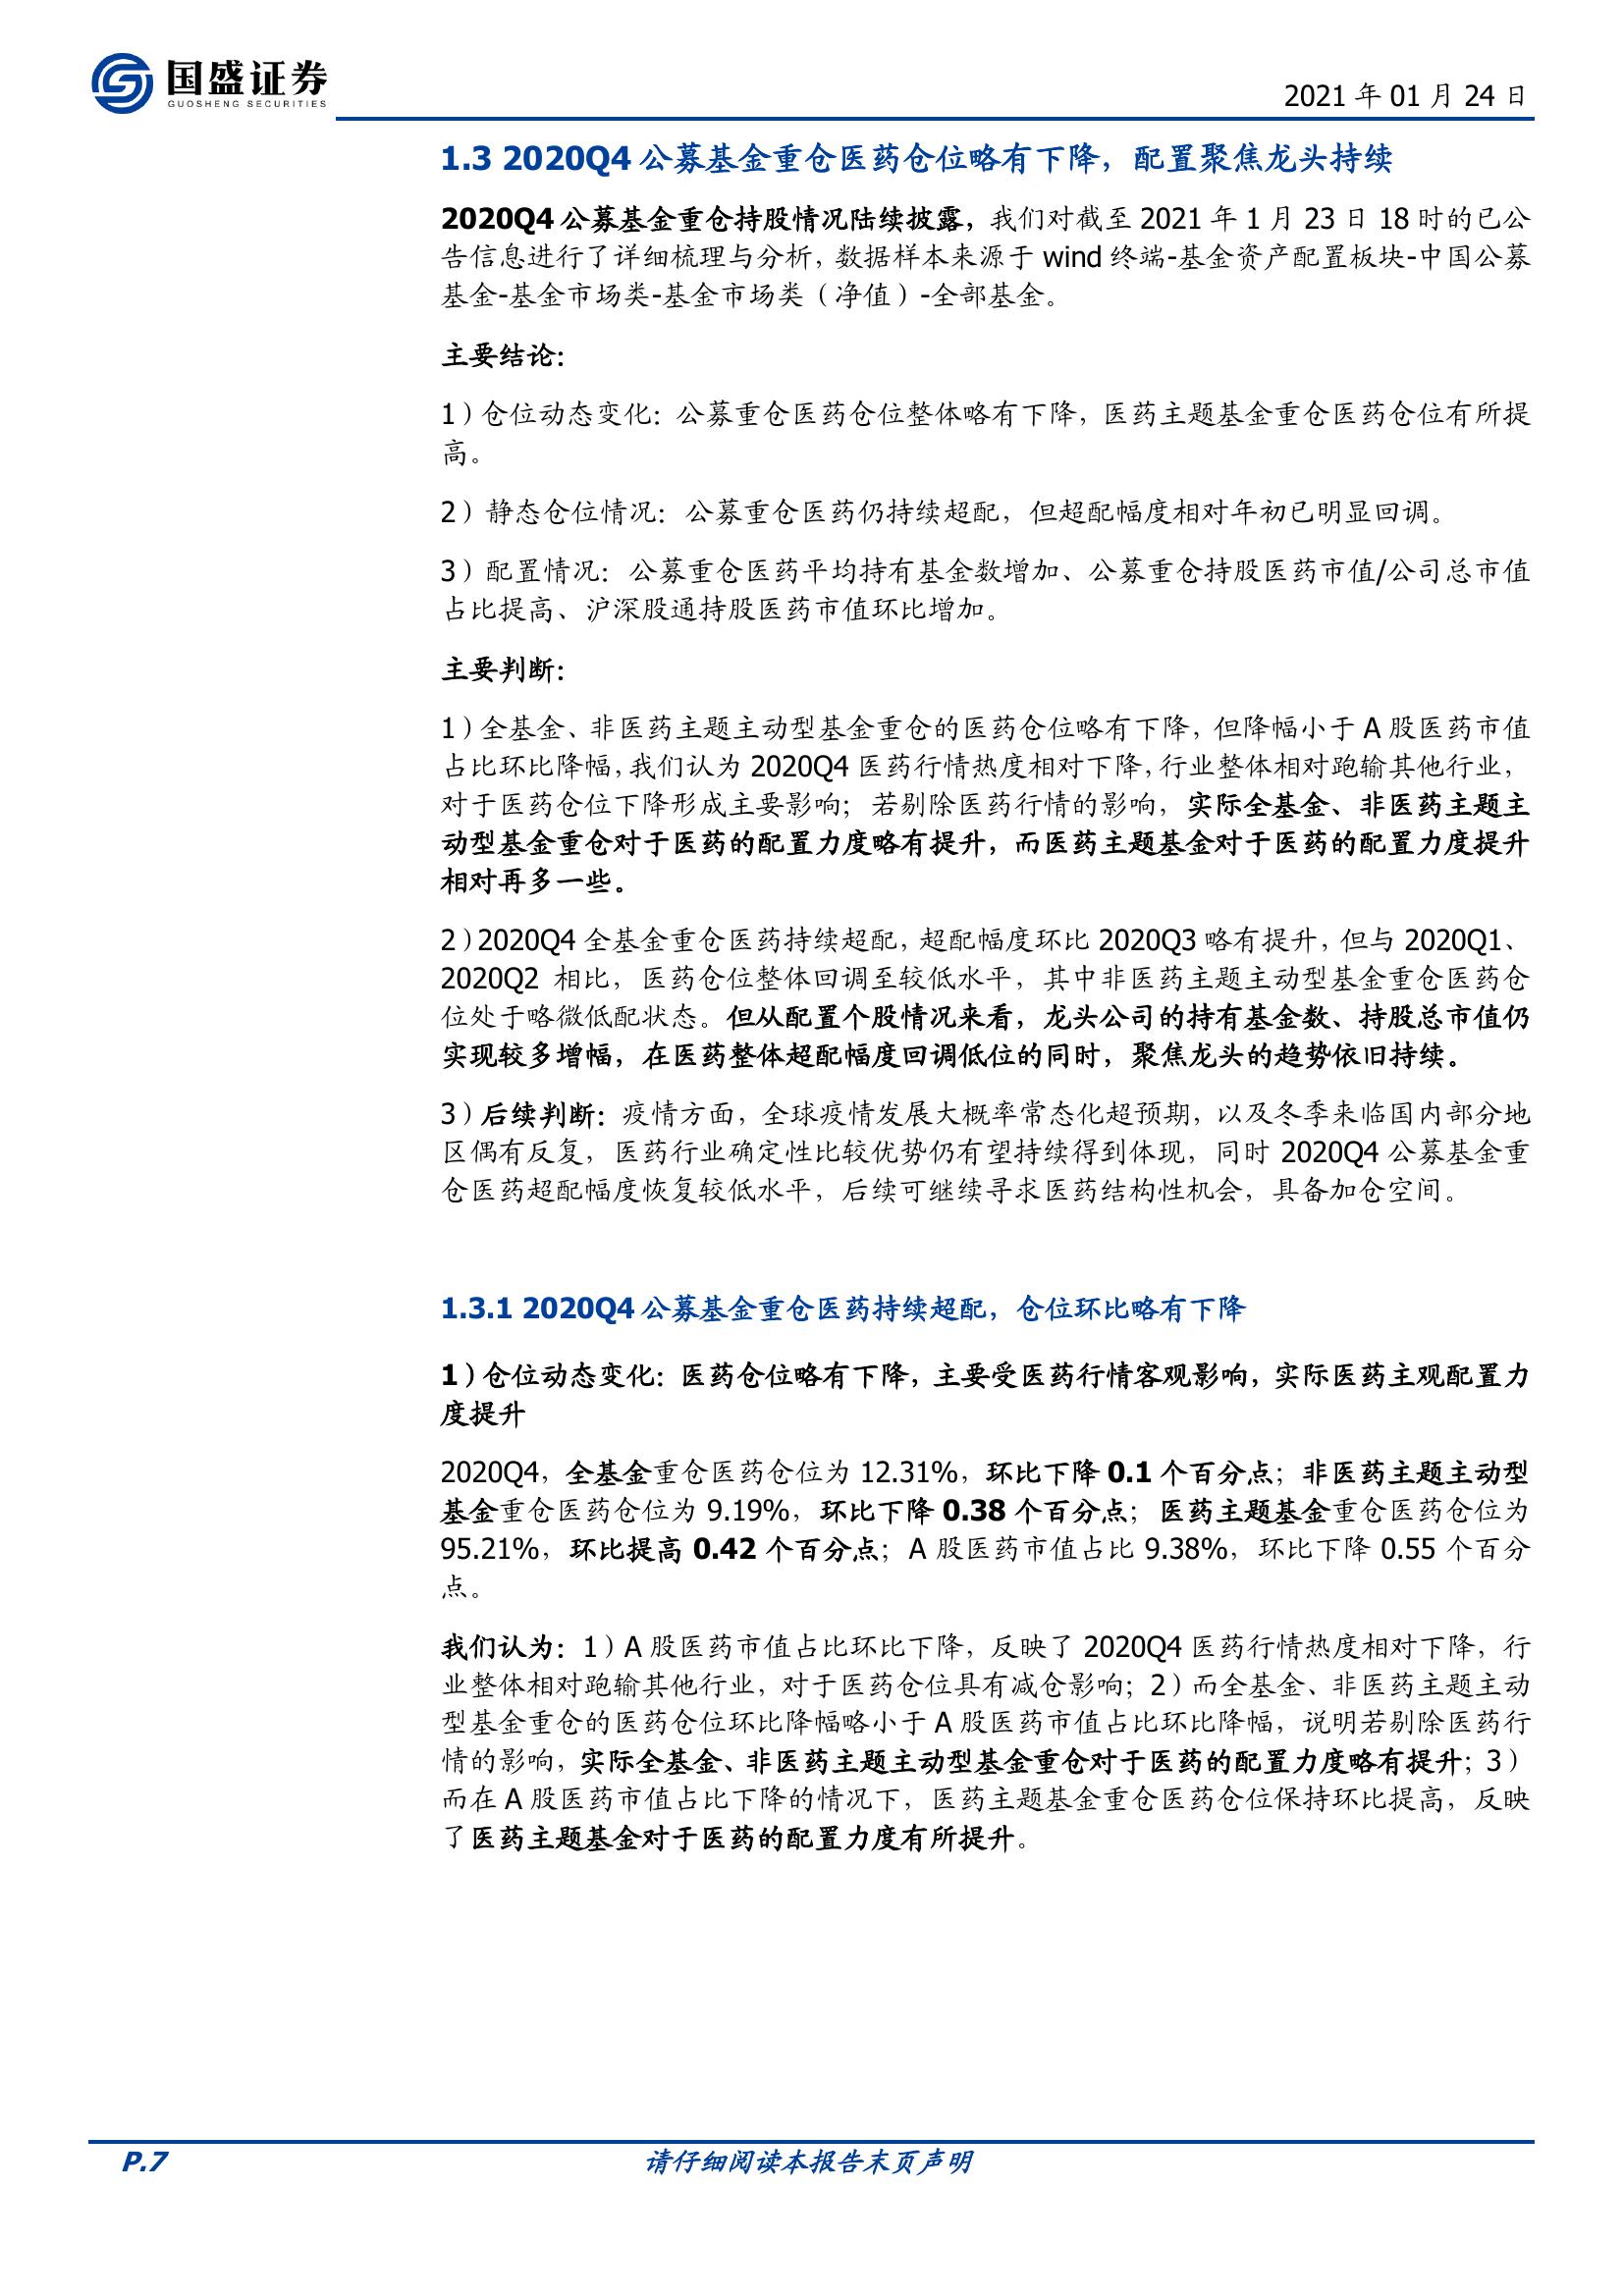 国盛证券
GUOSHENG SECURITIES
2021 年 01 月 24 日
1.3 2020Q4 公募基金重仓医药仓位略有下降，配置聚焦龙头持续
2020Q4 公募基金重仓持股情况陆续披露，我们对截至 2021 年 1 月 23 日 18 时的已公
告信息进行了详细梳理与分析，数据样本来源于 wind 终端-基金资产配置板块-中国公募
基金-基金市场类-基金市场类（净值）-全部基金。
主要结论：
1）仓位动态变化：公募重仓医药仓位整体略有下降，医药主题基金重仓医药仓位有所提
高。
2）静态仓位情况：公募重仓医药仍持续超配，但超配幅度相对年初已明显回调。
3）配置情况：公募重仓医药平均持有基金数增加、公募重仓持股医药市值/公司总市值
占比提高、沪深股通持股医药市值环比增加。
主要判断：
1）全基金、非医药主题主动型基金重仓的医药仓位略有下降，但降幅小于 A 股医药市值
占比环比降幅，我们认为 2020Q4 医药行情热度相对下降，行业整体相对跑输其他行业，
对于医药仓位下降形成主要影响；若剔除医药行情的影响，实际全基金、非医药主题主
动型基金重仓对于医药的配置力度略有提升，而医药主题基金对于医药的配置力度提升
相对再多一些。
2）2020Q4 全基金重仓医药持续超配，超配幅度环比 2020Q3 略有提升，但与 2020Q1、
2020Q2 相比，医药仓位整体回调至较低水平，其中非医药主题主动型基金重仓医药仓
位处于略微低配状态。但从配置个股情况来看，龙头公司的持有基金数、持股总市值仍
实现较多增幅，在医药整体超配幅度回调低位的同时，聚焦龙头的趋势依旧持续。
3）后续判断：疫情方面，全球疫情发展大概率常态化超预期，以及冬季来临国内部分地
区偶有反复，医药行业确定性比较优势仍有望持续得到体现，同时 2020Q4 公募基金重
仓医药超配幅度恢复较低水平，后续可继续寻求医药结构性机会，具备加仓空间。
1.3.1 2020Q4 公募基金重仓医药持续超配，仓位环比略有下降
1）仓位动态变化：医药仓位略有下降，主要受医药行情客观影响，实际医药主观配置力
度提升
2020Q4，全基金重仓医药仓位为 12.31%，环比下降 0.1 个百分点；非医药主题主动型
基金重仓医药仓位为 9.19%，环比下降 0.38 个百分点；医药主题基金重仓医药仓位为
95.21%，环比提高 0.42 个百分点；A 股医药市值占比 9.38%，环比下降 0.55 个百分
点。
我们认为：1）A 股医药市值占比环比下降，反映了 2020Q4 医药行情热度相对下降，行
业整体相对跑输其他行业，对于医药仓位具有减仓影响；2）而全基金、非医药主题主动
型基金重仓的医药仓位环比降幅略小于 A 股医药市值占比环比降幅，说明若剔除医药行
情的影响，实际全基金、非医药主题主动型基金重仓对于医药的配置力度略有提升；3）
而在 A 股医药市值占比下降的情况下，医药主题基金重仓医药仓位保持环比提高，反映
了医药主题基金对于医药的配置力度有所提升。
P.7
请仔细阅读本报告末页声明